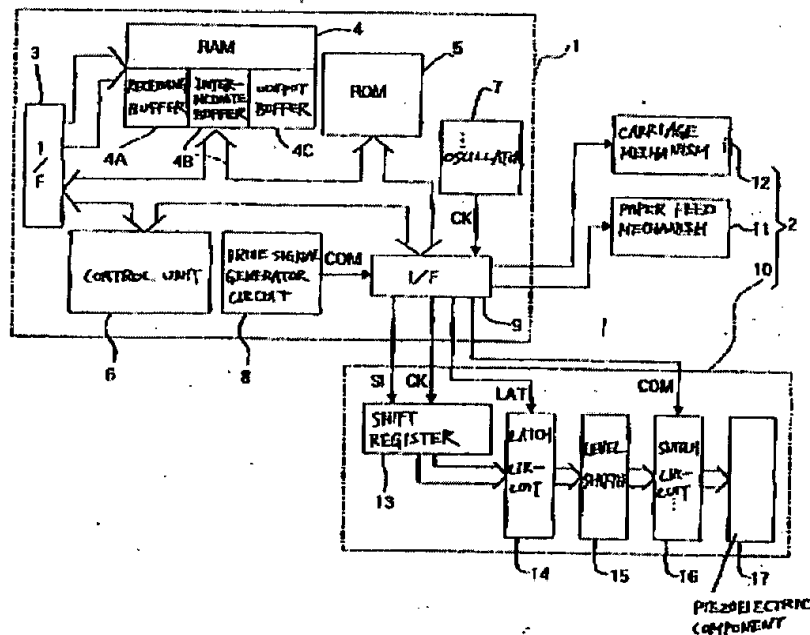 RAM
4
5
1
3
I
/
F
RECEIVING
BUFFER
INTER-
MEDIATE
BUFFER
OUTPUT
BUFFER
ROM
7
OSCILLATOR
4A
4B
4C
CARRIAGE
MECHANISM
12
PAPER FEED
MECHANISM
11
2
CK
CONTROL UNIT
DRIVE SIGNAL
GENERATOR
CIRCUIT
COM
I/F
10
6
8
9
SI
CK
LAT
COM
SHIFT
REGISTER
13
LATCH
CIR-
CUIT
LEVEL
SHIFTER
SWITCH
CIR-
CUIT
14
15
16
17
PIEZOELECTRIC
COMPONENT